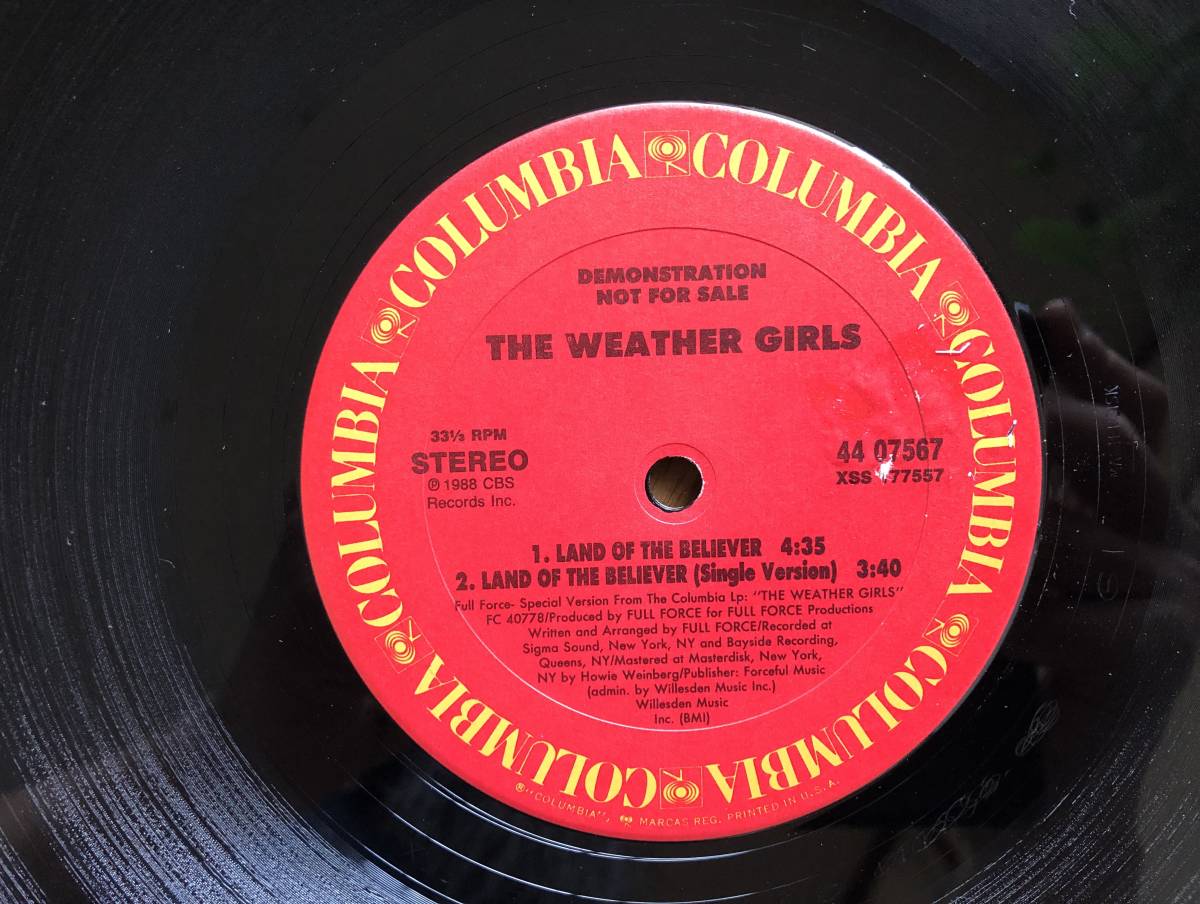 COLUMBIA COLUMBIA COLUMBIA COLUMBIA COLUMBIA COLUMBIA COLUMBIA COLUMBIA
DEMONSTRATION
NOT FOR SALE
THE WEATHER GIRLS
33⅓ RPM
STEREO
℗ 1988 CBS
Records Inc.
44 07567
XSS 177557
1. LAND OF THE BELIEVER 4:35
2. LAND OF THE BELIEVER (Single Version) 3:40
Full Force- Special Version From The Columbia Lp: "THE WEATHER GIRLS"
FC 40778/Produced by FULL FORCE for FULL FORCE Productions
Written and Arranged by FULL FORCE/Recorded at
Sigma Sound, New York, NY and Bayside Recording,
Queens, NY/Mastered at Masterdisk, New York,
NY by Howie Weinberg/Publisher: Forceful Music
(admin. by Willesden Music Inc.)
Willesden Music
Inc. (BMI)
®"COLUMBIA", MARCAS REG. PRINTED IN U.S.A.